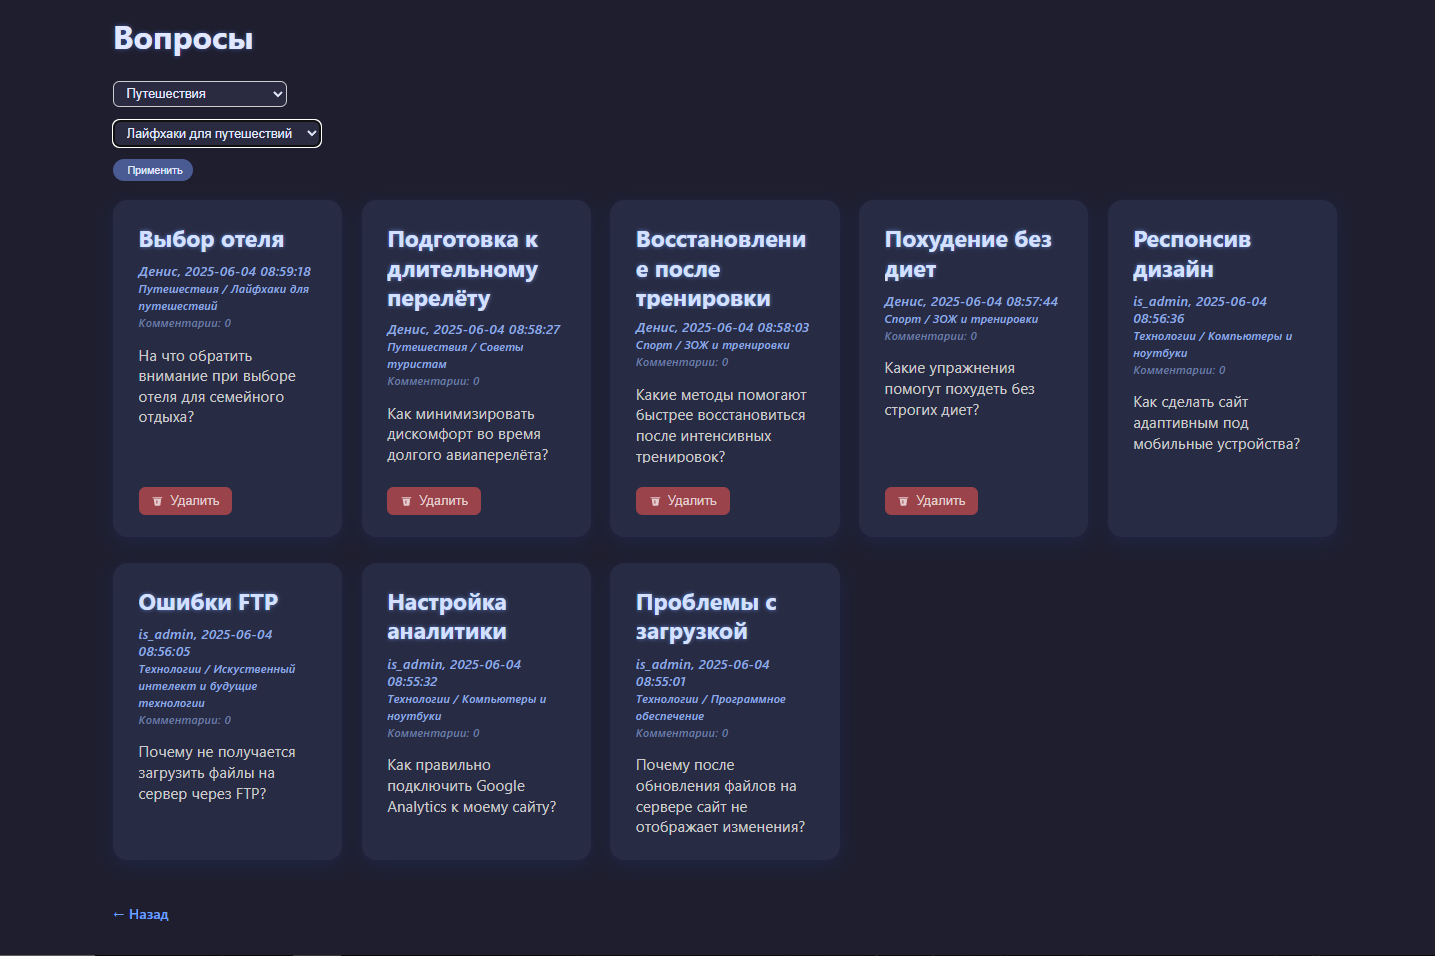 Вопросы
Путешествия
Лайфхаки для путешествий
Применить
Выбор отеля
Денис, 2025-06-04 08:59:18
Путешествия / Лайфхаки для
путешествий
Комментарии: 0
На что обратить
внимание при выборе
отеля для семейного
отдыха?
Удалить
Подготовка к
длительному
перелёту
Денис, 2025-06-04 08:58:27
Путешествия / Советы
туристам
Комментарии: 0
Как минимизировать
дискомфорт во время
долгого авиаперелёта?
Удалить
Восстановлени
е после
тренировки
Денис, 2025-06-04 08:58:03
Спорт / ЗОЖ и тренировки
Комментарии: 0
Какие методы помогают
быстрее восстановиться
после интенсивных
тренировок?
Удалить
Похудение без
диет
Денис, 2025-06-04 08:57:44
Спорт / ЗОЖ и тренировки
Комментарии: 0
Какие упражнения
помогут похудеть без
строгих диет?
Удалить
Респонсив
дизайн
is_admin, 2025-06-04
08:56:36
Технологии / Компьютеры и
ноутбуки
Комментарии: 0
Как сделать сайт
адаптивным под
мобильные устройства?
Ошибки FTP
is_admin, 2025-06-04
08:56:05
Технологии / Искуственный
интелект и будущие
технологии
Комментарии: 0
Почему не получается
загрузить файлы на
сервер через FTP?
Настройка
аналитики
is_admin, 2025-06-04
08:55:32
Технологии / Компьютеры и
ноутбуки
Комментарии: 0
Как правильно
подключить Google
Analytics к моему сайту?
Проблемы с
загрузкой
is_admin, 2025-06-04
08:55:01
Технологии / Программное
обеспечение
Комментарии: 0
Почему после
обновления файлов на
сервере сайт не
отображает изменения?
← Назад